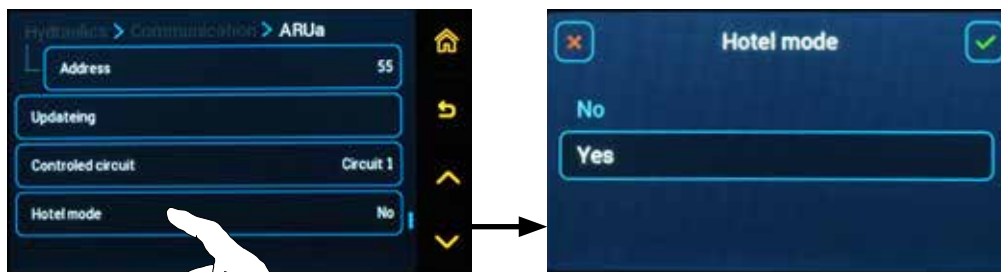 Hydraulics > Communication > ARUa
Address 55
Updateing
Controled circuit Circuit 1
Hotel mode No
Hotel mode
No
Yes